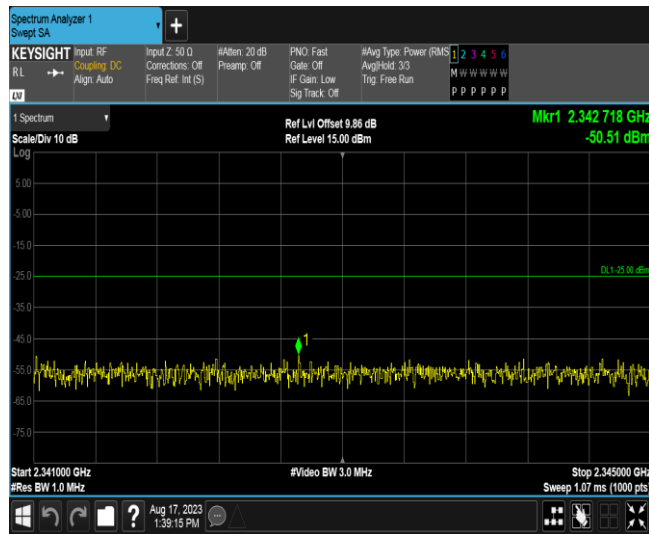 Spectrum Analyzer 1
Swept SA
+
KEYSIGHT
RL
LXI
Input: RF
Coupling: DC
Align: Auto
Input Z: 50 Ω
Corrections: Off
Freq Ref: Int (S)
#Atten: 20 dB
Preamp: Off
PNO: Fast
Gate: Off
IF Gain: Low
Sig Track: Off
#Avg Type: Power (RMS
Avg|Hold: 3/3
Trig: Free Run
1 2 3 4 5 6
M W W W W W
P P P P P P
1 Spectrum
Scale/Div 10 dB
Log
Ref Lvl Offset 9.86 dB
Ref Level 15.00 dBm
Mkr1 2.342 718 GHz
-50.51 dBm
5.00
-5.00
-15.0
-25.0
-35.0
-45.0
-55.0
-65.0
-75.0
DL1 -25.00 dBm
1
Start 2.341000 GHz
#Res BW 1.0 MHz
#Video BW 3.0 MHz
Stop 2.345000 GHz
Sweep 1.07 ms (1000 pts)
?
Aug 17, 2023
1:39:15 PM